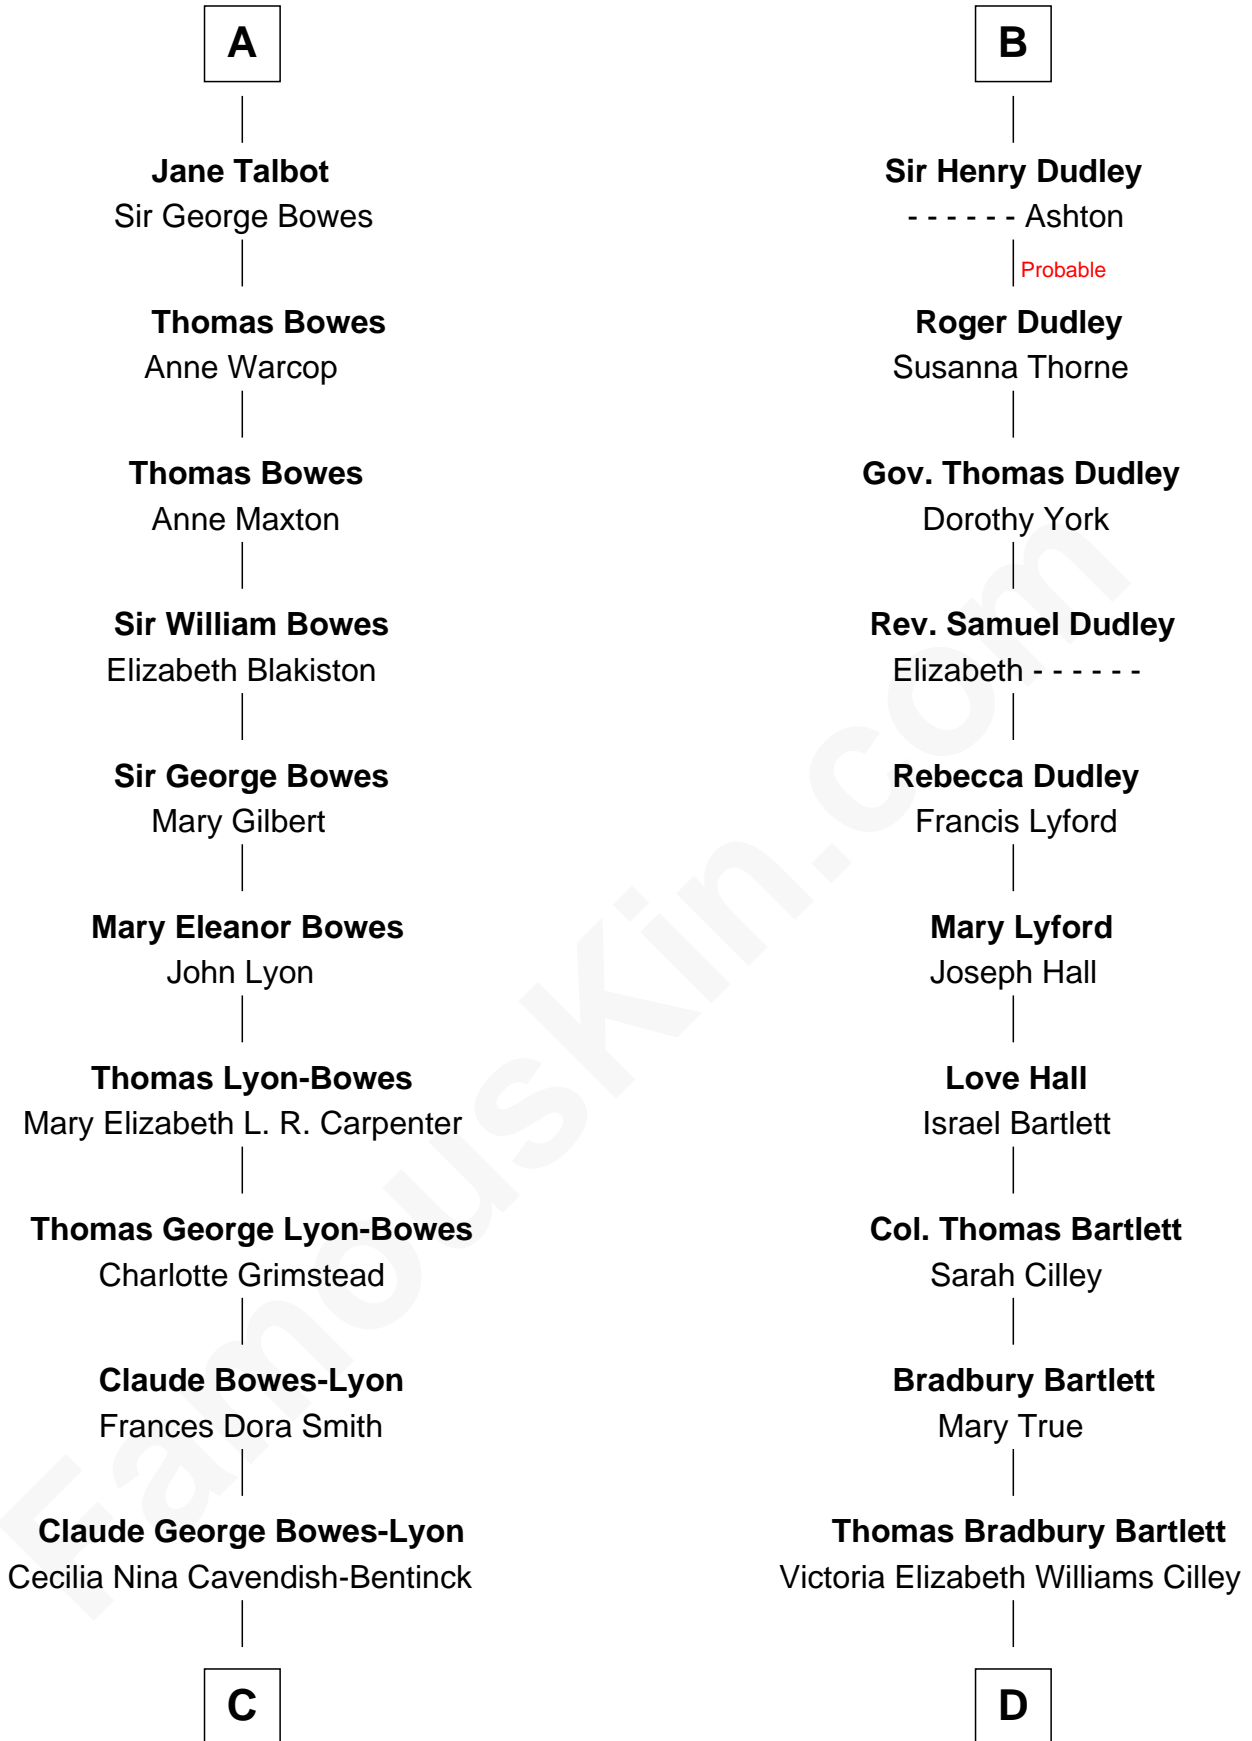 A
Jane Talbot
Sir George Bowes
Thomas Bowes
Anne Warcop
Thomas Bowes
Anne Maxton
Sir William Bowes
Elizabeth Blakiston
Sir George Bowes
Mary Gilbert
Mary Eleanor Bowes
John Lyon
Thomas Lyon-Bowes
Mary Elizabeth L. R. Carpenter
Thomas George Lyon-Bowes
Charlotte Grimstead
Claude Bowes-Lyon
Frances Dora Smith
Claude George Bowes-Lyon
Cecilia Nina Cavendish-Bentinck
C
B
Sir Henry Dudley
- - - - - - Ashton
Probable
Roger Dudley
Susanna Thorne
Gov. Thomas Dudley
Dorothy York
Rev. Samuel Dudley
Elizabeth - - - - - -
Rebecca Dudley
Francis Lyford
Mary Lyford
Joseph Hall
Love Hall
Israel Bartlett
Col. Thomas Bartlett
Sarah Cilley
Bradbury Bartlett
Mary True
Thomas Bradbury Bartlett
Victoria Elizabeth Williams Cilley
D
FamousKin.com